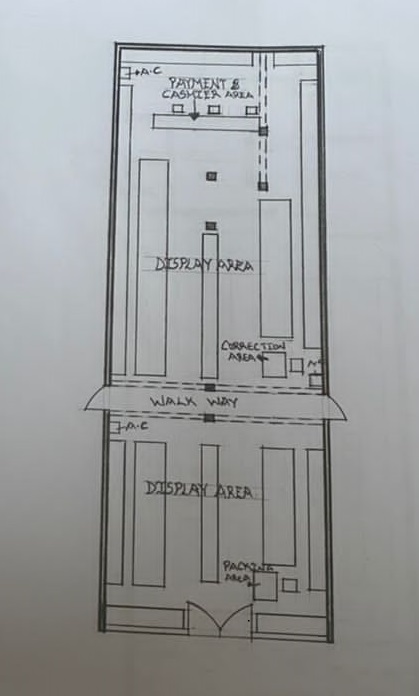 A.C
PAYMENT &
CASHIER AREA
DISPLAY AREA
CORRECTION
AREA
WALK WAY
A.C
DISPLAY AREA
PACKING
AREA